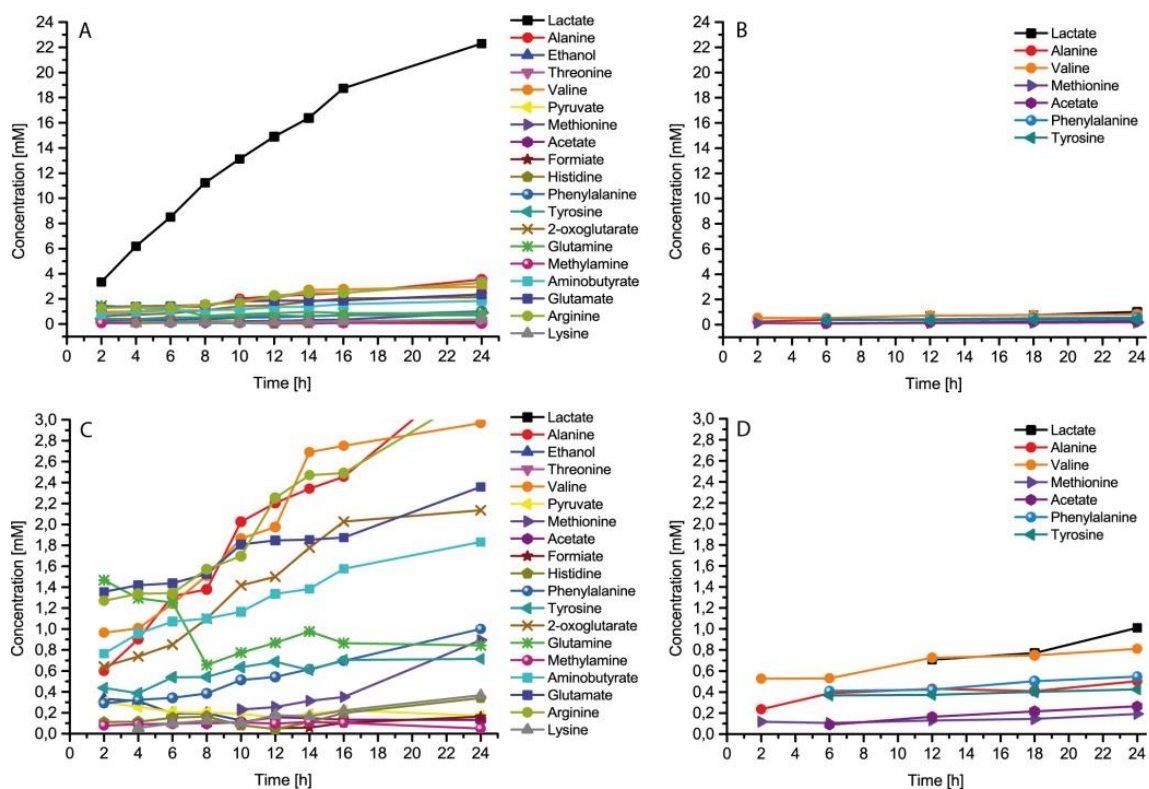 A
24
22
20
18
16
14
12
10
8
6
4
2
0
Concentration [mM]
0 2 4 6 8 10 12 14 16 18 20 22 24
Time [h]
Lactate
Alanine
Ethanol
Threonine
Valine
Pyruvate
Methionine
Acetate
Formiate
Histidine
Phenylalanine
Tyrosine
2-oxoglutarate
Glutamine
Methylamine
Aminobutyrate
Glutamate
Arginine
Lysine
B
24
22
20
18
16
14
12
10
8
6
4
2
0
Concentration [mM]
0 2 4 6 8 10 12 14 16 18 20 22 24
Time [h]
Lactate
Alanine
Valine
Methionine
Acetate
Phenylalanine
Tyrosine
C
3,0
2,8
2,6
2,4
2,2
2,0
1,8
1,6
1,4
1,2
1,0
0,8
0,6
0,4
0,2
0,0
Concentration [mM]
0 2 4 6 8 10 12 14 16 18 20 22 24
Time [h]
Lactate
Alanine
Ethanol
Threonine
Valine
Pyruvate
Methionine
Acetate
Formiate
Histidine
Phenylalanine
Tyrosine
2-oxoglutarate
Glutamine
Methylamine
Aminobutyrate
Glutamate
Arginine
Lysine
D
3,0
2,8
2,6
2,4
2,2
2,0
1,8
1,6
1,4
1,2
1,0
0,8
0,6
0,4
0,2
0,0
Concentration [mM]
0 2 4 6 8 10 12 14 16 18 20 22 24
Time [h]
Lactate
Alanine
Valine
Methionine
Acetate
Phenylalanine
Tyrosine